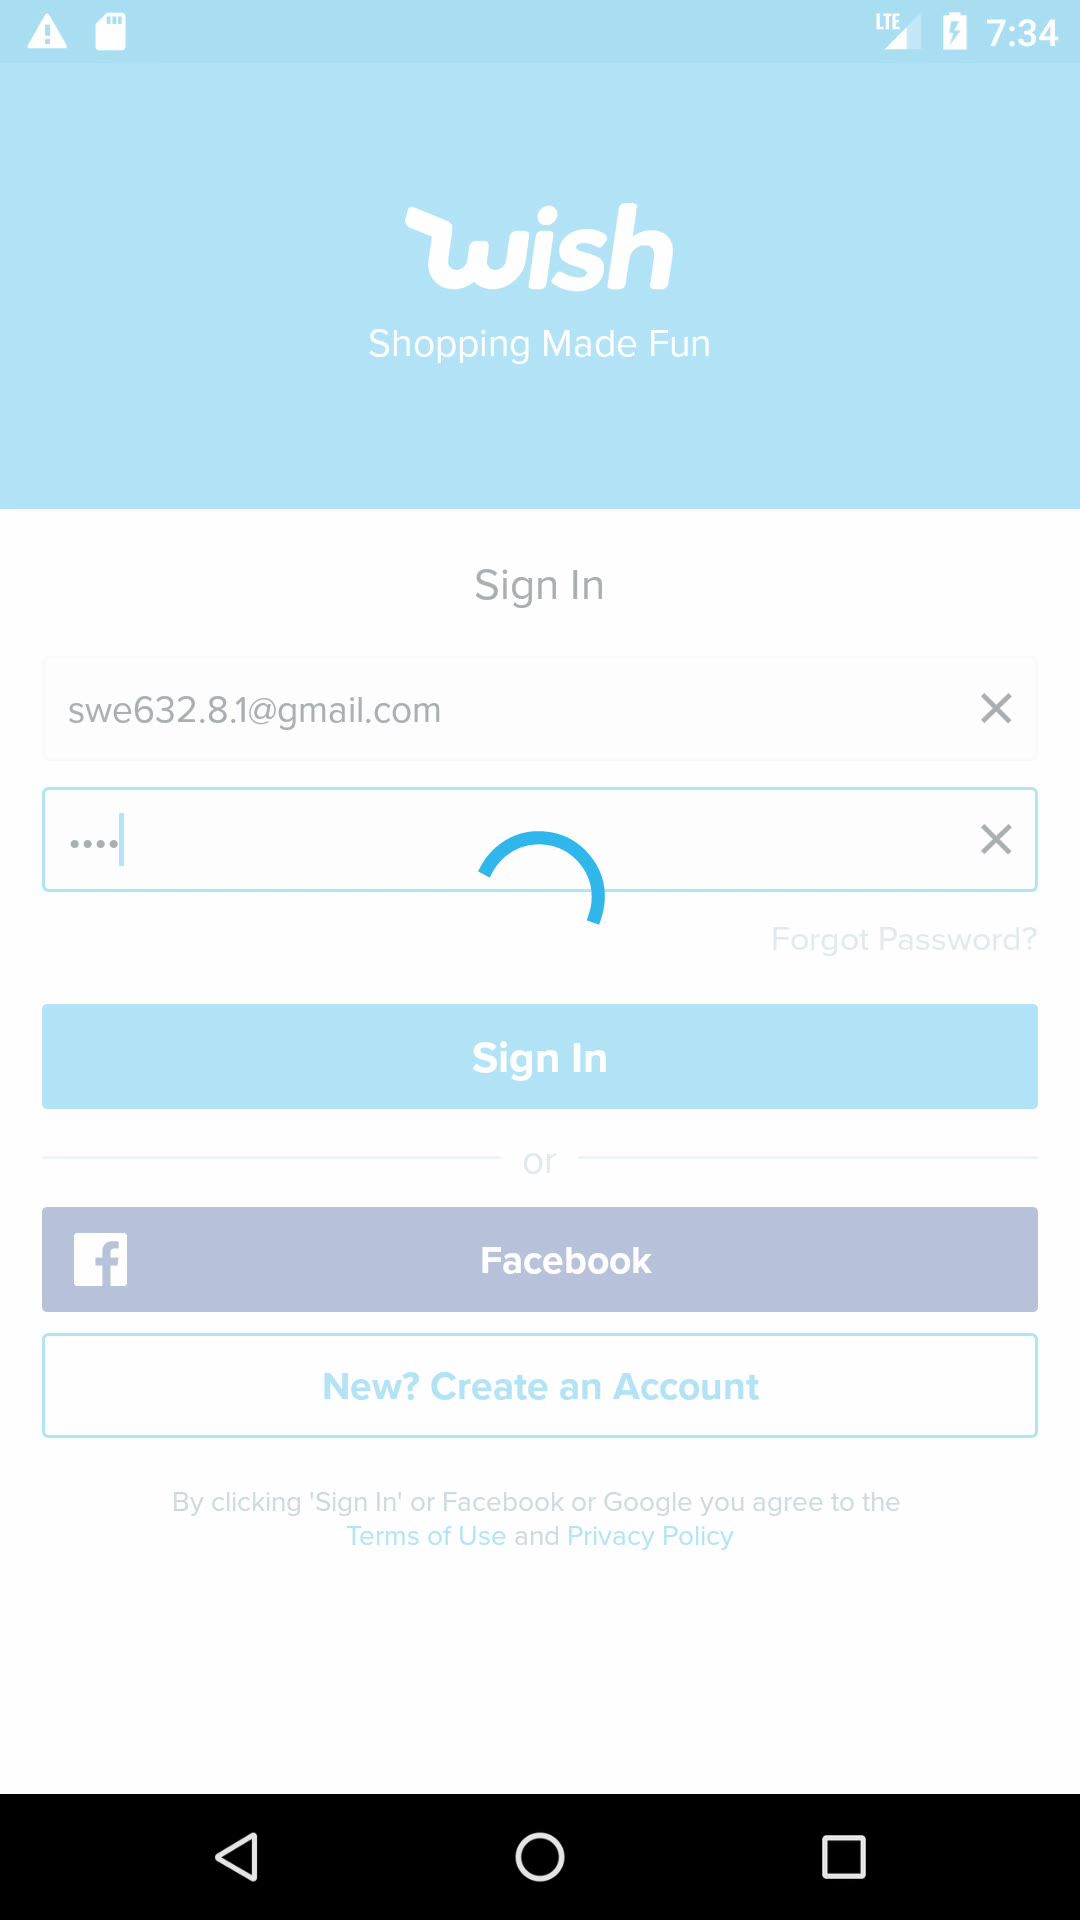 LTE 7:34
wish
Shopping Made Fun
Sign In
swe632.8.1@gmail.com
••••
Forgot Password?
Sign In
or
Facebook
New? Create an Account
By clicking 'Sign In' or Facebook or Google you agree to the
Terms of Use and Privacy Policy